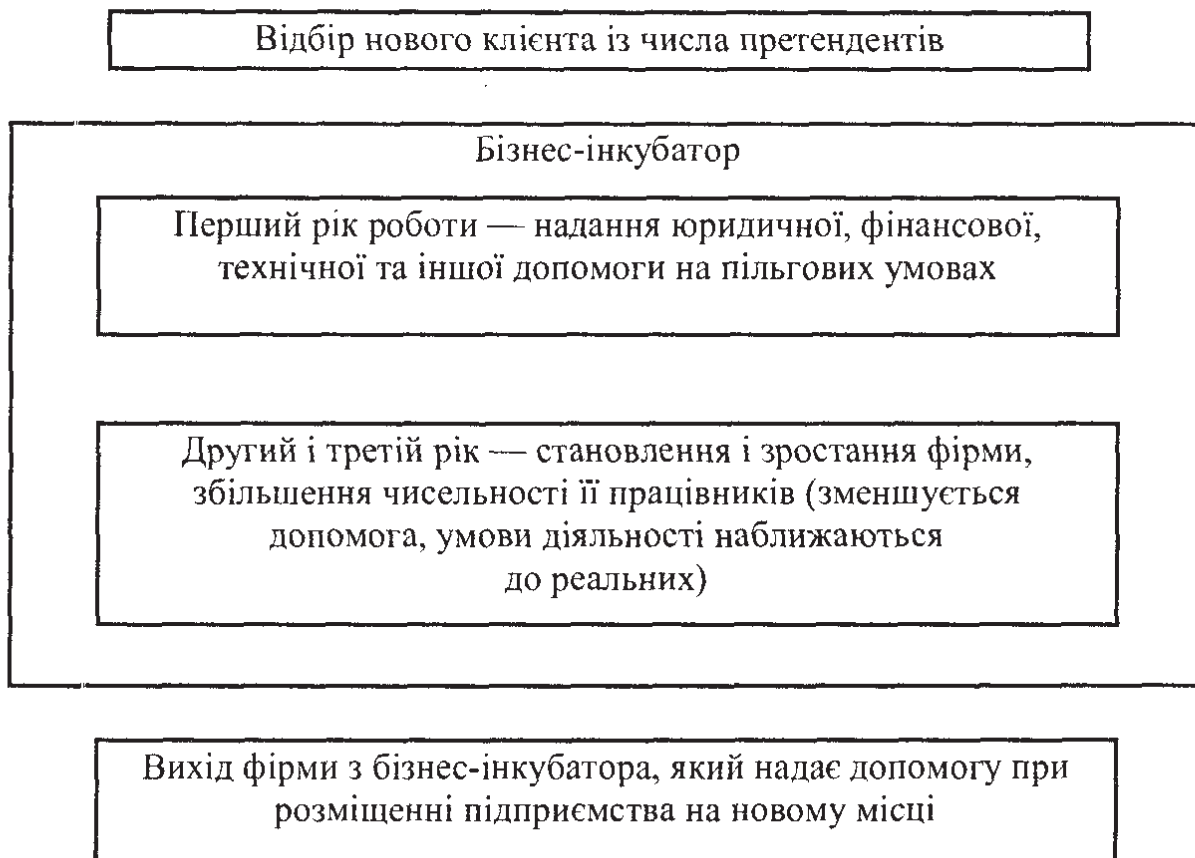 Відбір нового клієнта із числа претендентів
Бізнес-інкубатор
Перший рік роботи — надання юридичної, фінансової,
технічної та іншої допомоги на пільгових умовах
Другий і третій рік — становлення і зростання фірми,
збільшення чисельності її працівників (зменшується
допомога, умови діяльності наближаються
до реальних)
Вихід фірми з бізнес-інкубатора, який надає допомогу при
розміщенні підприємства на новому місці